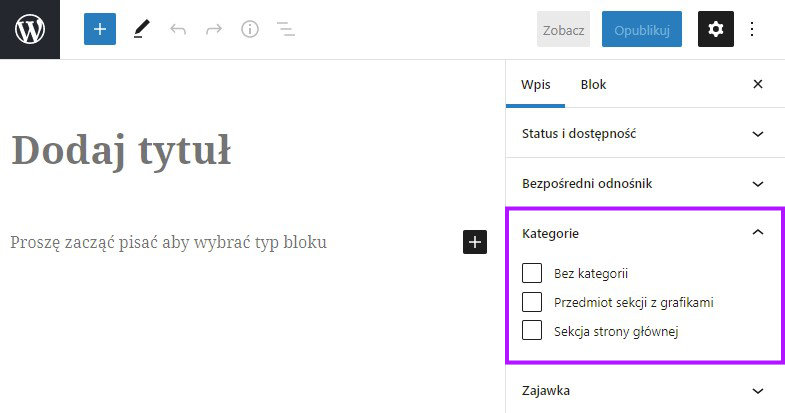 Zobacz
Opublikuj
Wpis
Blok
Dodaj tytuł
Status i dostępność
Bezpośredni odnośnik
Proszę zacząć pisać aby wybrać typ bloku
Kategorie
Bez kategorii
Przedmiot sekcji z grafikami
Sekcja strony głównej
Zajawka